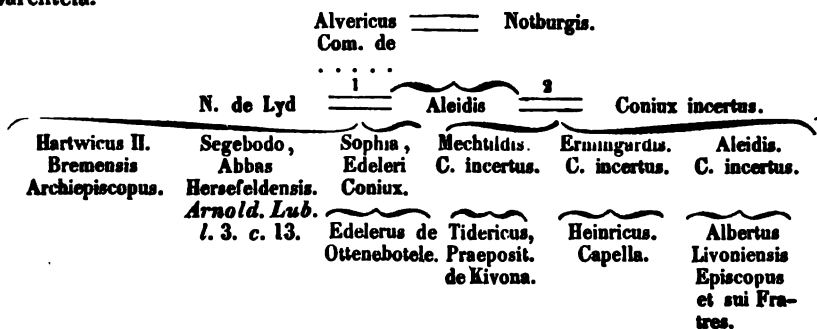 parentela.
Alvericus Notburgis.
Com. de
. . . . .
1 2
N. de Lyd Aleidis Coniux incertus.
Hartwicus II. Segebodo, Sophia, Mechtildis. Ermingardis. Aleidis.
Bremensis Abbas Edeleri C. incertus. C. incertus. C. incertus.
Archiepiscopus. Hersefeldensis. Coniux.
Arnold. Lub.
l. 3. c. 13. Edelerus de Tidericus, Heinricus. Albertus
Ottenebotele. Praeposit. Capella. Livoniensis
de Kivona. Episcopus
et sui Fra-
tres.